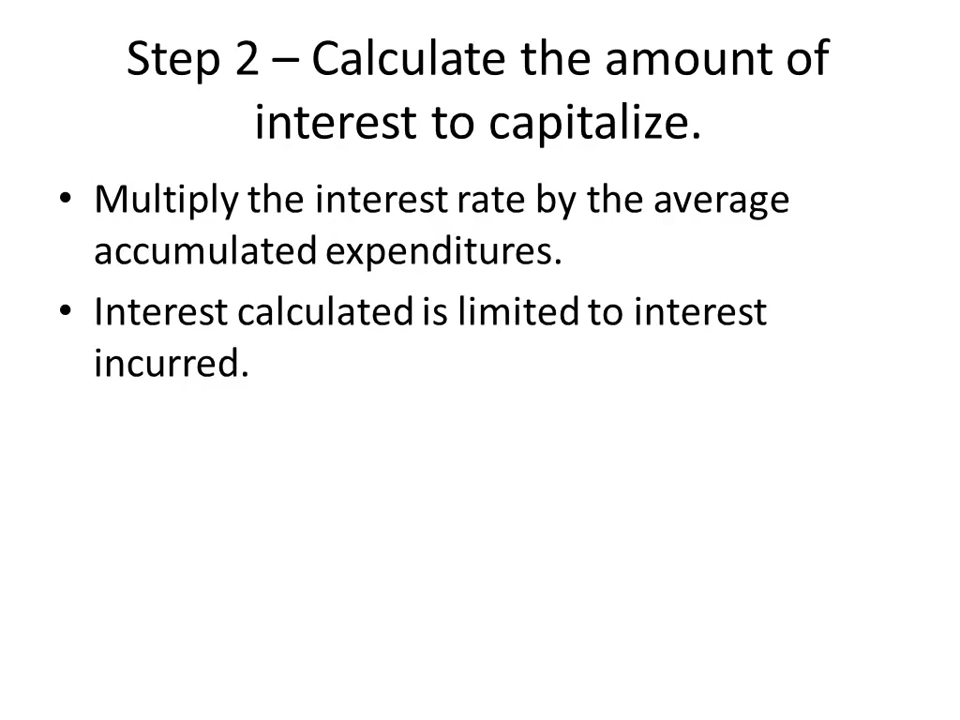 Step 2 – Calculate the amount of
interest to capitalize.
• Multiply the interest rate by the average
accumulated expenditures.
• Interest calculated is limited to interest
incurred.